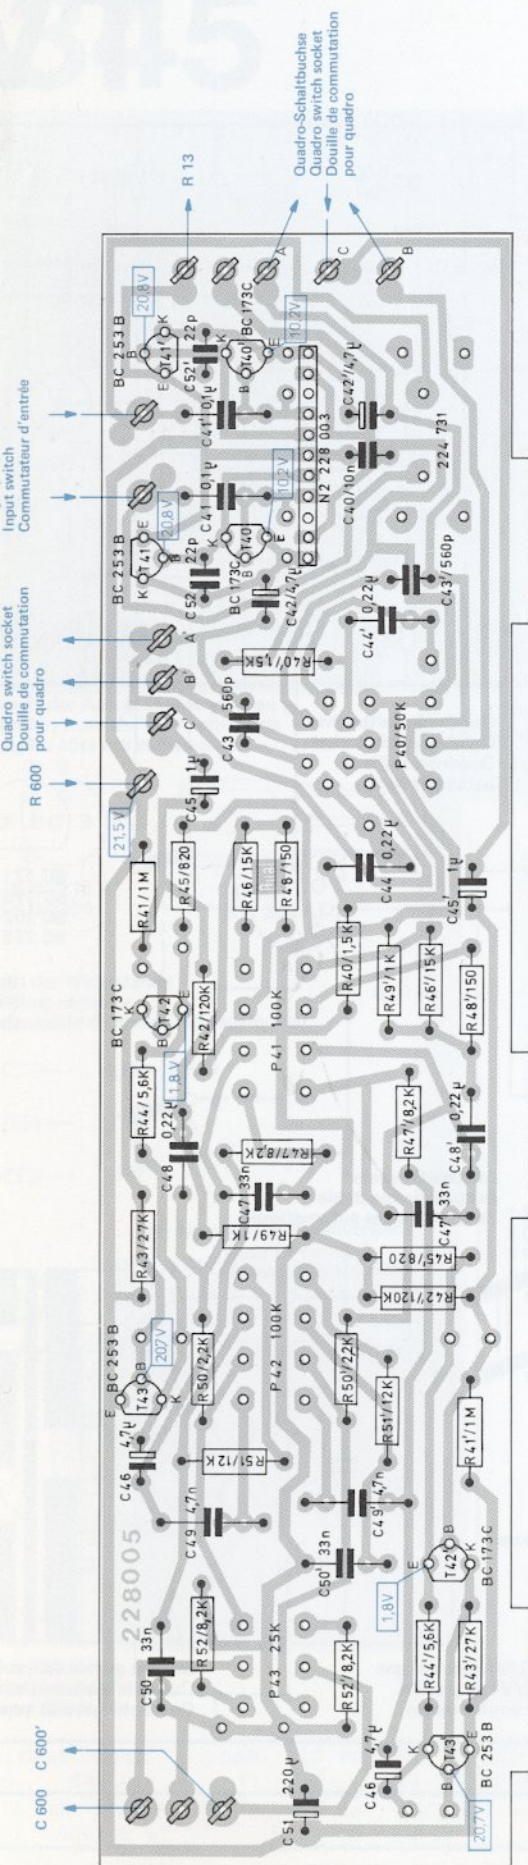 Quadro-Schaltbuchse
Quadro switch socket
Douille de commutation
pour quadro
R 13
Input switch
Commutateur d'entrée
Quadro switch socket
Douille de commutation
pour quadro
R 600
A
C
B
BC 253 B
20,8V
B
K
E
T41'
22p
C52'
K
BC 173C
T40'
B
E
10,2V
0,1µ
C41'
C42'/4,7µ
N2 228 003
C40/10n
224 731
0,1µ
C41
10,2V
BC 253 B
20,8V
K
E
T41
B
22p
C52
K
T40
B
E
BC173C
C42/4,7µ
C43'/560p
0,22µ
C44'
A'
B'
C'
R40'/1,5K
560p
C43
P40/50K
21,5V
1µ
C45
R41/1M
R45/820
R46/15K
R48/150
0,22µ
C44
1µ
C45'
BC 173C
K
T42
B
E
1,8V
R42/120K
P41 100K
R40/1,5K
R49'/1K
R46'/15K
R48'/150
R44/5,6K
0,22µ
C48
R47/8,2K
R47'/8,2K
0,22µ
C48'
R43/27K
33n
C47
R49/1K
33n
C47'
R45'/820
R42'/120K
BC 253 B
207V
E
B
T43
K
R50/2,2K
P42 100K
R50'/2,2K
4,7µ
C46
R51/12K
R51'/12K
R41'/1M
228005
4,7n
C49
4,7n
C49'
33n
C50'
1,8V
E
B
T42'
K
BC 173C
33n
C50
R52/8,2K
P43 25K
R52'/8,2K
R44'/5,6K
R43'/27K
C 600
C 600'
220µ
C51
4,7µ
C46
K
B
T43
E
BC 253 B
20,7V